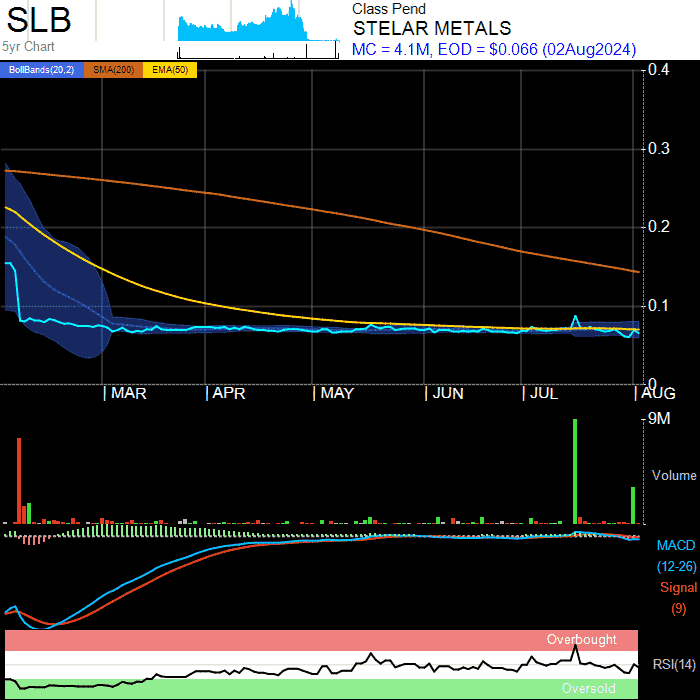 SLB
5yr Chart
Class Pend
STELAR METALS
MC = 4.1M, EOD = $0.066 (02Aug2024)
BollBands(20,2) SMA(200) EMA(50)
0.4
0.3
0.2
0.1
0
MAR APR MAY JUN JUL AUG
9M
Volume
MACD
(12-26)
Signal
(9)
Overbought
RSI(14)
Oversold